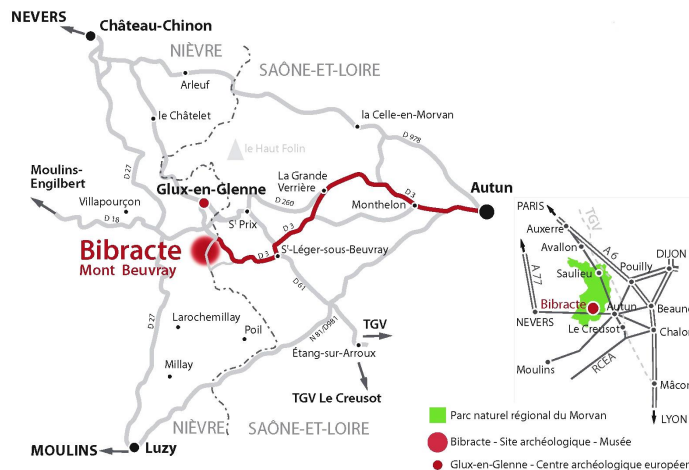 NEVERS
Château-Chinon
NIÈVRE
SAÔNE-ET-LOIRE
Arleuf
le Châtelet
la Celle-en-Morvan
D 978
le Haut Folin
D 27
Moulins-
Engilbert
Villapourçon
D 18
Glux-en-Glenne
La Grande
Verrière
D 260
D 3
Monthelon
Autun
St Prix
D 3
Bibracte
Mont Beuvray
D 3
St-Léger-sous-Beuvray
D 61
D 27
Larochemillay
Poil
N 81/D981
TGV
Étang-sur-Arroux
Millay
TGV Le Creusot
NIÈVRE
SAÔNE-ET-LOIRE
MOULINS
Luzy
PARIS
TGV
Auxerre
Avallon
A 6
DIJON
Saulieu
Pouilly
A 77
Bibracte
Autun
Beaune
NEVERS
Le Creusot
Chalon
Moulins
RCEA
Mâcon
LYON
Parc naturel régional du Morvan
Bibracte - Site archéologique - Musée
Glux-en-Glenne - Centre archéologique européen